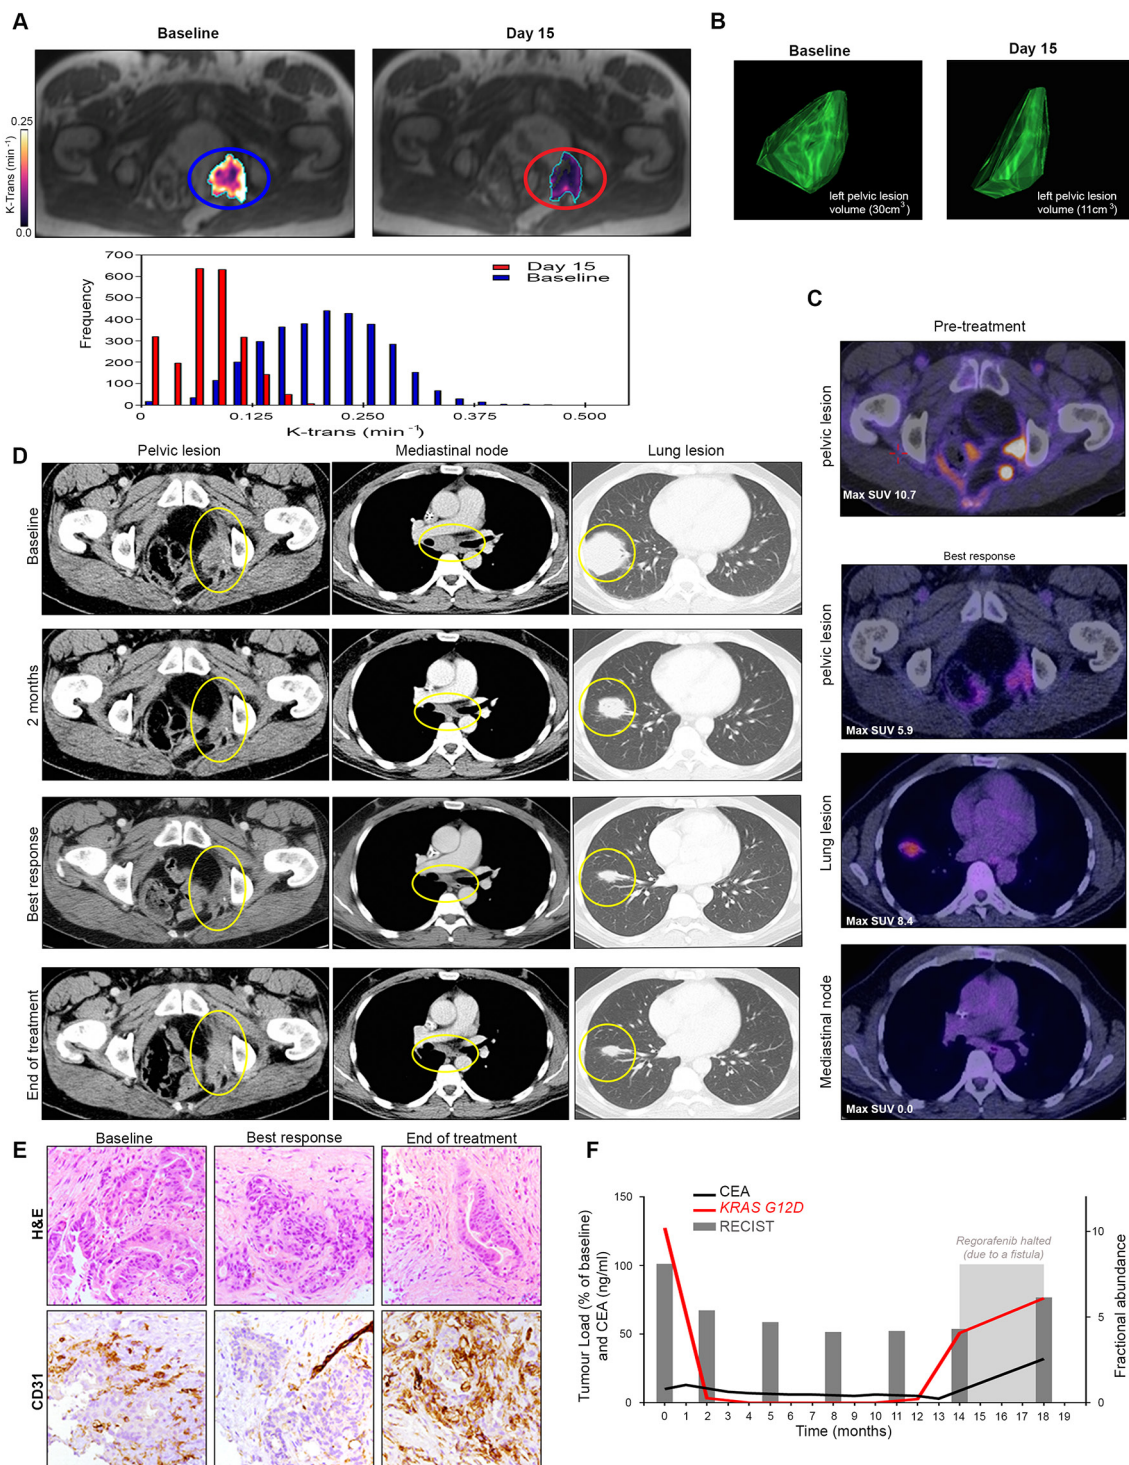 A
Baseline
Day 15
0.25
K-Trans (min⁻¹)
0.0
700
600
500
400
300
200
100
0
Frequency
Day 15
Baseline
0
0.125
0.250
0.375
0.500
K-trans (min⁻¹)
B
Baseline
Day 15
left pelvic lesion
volume (30cm³)
left pelvic lesion
volume (11cm³)
C
Pre-treatment
pelvic lesion
Max SUV 10.7
Best response
pelvic lesion
Max SUV 5.9
Lung lesion
Max SUV 8.4
Mediastinal node
Max SUV 0.0
D
Pelvic lesion
Mediastinal node
Lung lesion
Baseline
2 months
Best response
End of treatment
E
Baseline
Best response
End of treatment
H&E
CD31
F
CEA
KRAS G12D
RECIST
Regorafenib halted
(due to a fistula)
Tumour Load (% of baseline)
and CEA (ng/ml)
150
100
50
0
10
5
0
Fractional abundance
0 1 2 3 4 5 6 7 8 9 10 11 12 13 14 15 16 17 18 19
Time (months)